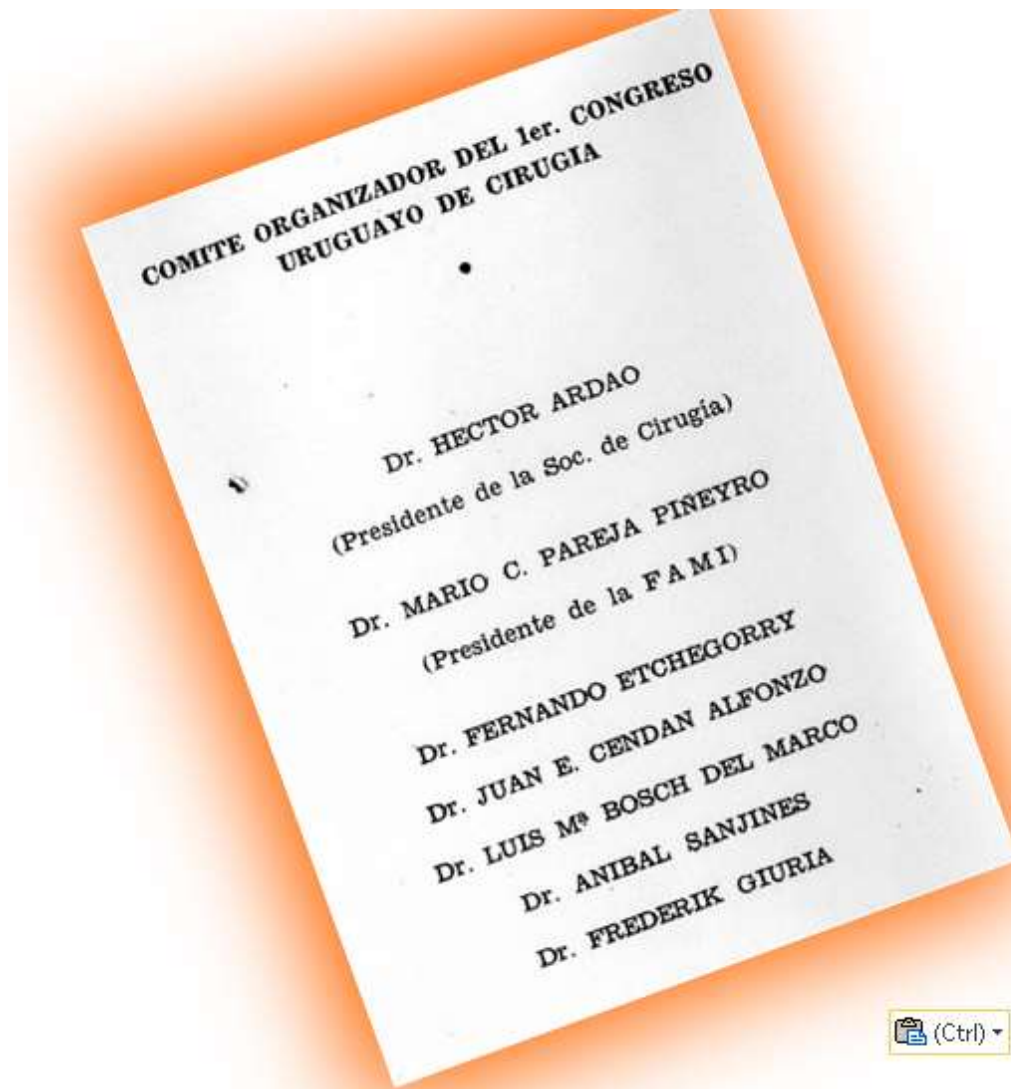 COMITE ORGANIZADOR DEL 1er. CONGRESO
URUGUAYO DE CIRUGIA
Dr. HECTOR ARDAO
(Presidente de la Soc. de Cirugía)
Dr. MARIO C. PAREJA PIÑEYRO
(Presidente de la F A M I)
Dr. FERNANDO ETCHEGORRY
Dr. JUAN E. CENDAN ALFONZO
Dr. LUIS Mª BOSCH DEL MARCO
Dr. ANIBAL SANJINES
Dr. FREDERIK GIURIA
(Ctrl)